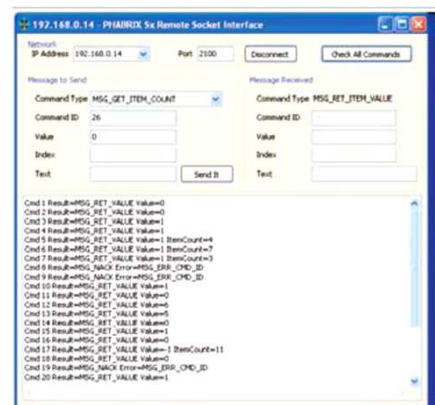 192.168.0.14 - PHABRIX Sx Remote Socket Interface
Network
IP Address 192.168.0.14 Port 2100 Disconnect Check All Commands
Message to Send Message Received
Command Type MSG_GET_ITEM_COUNT Command Type MSG_RET_ITEM_VALUE
Command ID 26 Command ID
Value 0 Value
Index Index
Text Send It Text
Cmd 1 Result=MSG_RET_VALUE Value=0
Cmd 2 Result=MSG_RET_VALUE Value=0
Cmd 3 Result=MSG_RET_VALUE Value=1
Cmd 4 Result=MSG_RET_VALUE Value=1
Cmd 5 Result=MSG_RET_VALUE Value=1 ItemCount=4
Cmd 6 Result=MSG_RET_VALUE Value=1 ItemCount=7
Cmd 7 Result=MSG_RET_VALUE Value=1 ItemCount=3
Cmd 8 Result=MSG_NACK Error=MSG_ERR_CMD_ID
Cmd 9 Result=MSG_NACK Error=MSG_ERR_CMD_ID
Cmd 10 Result=MSG_RET_VALUE Value=1
Cmd 11 Result=MSG_RET_VALUE Value=0
Cmd 12 Result=MSG_RET_VALUE Value=6
Cmd 13 Result=MSG_RET_VALUE Value=5
Cmd 14 Result=MSG_RET_VALUE Value=0
Cmd 15 Result=MSG_RET_VALUE Value=1
Cmd 16 Result=MSG_RET_VALUE Value=0
Cmd 17 Result=MSG_RET_VALUE Value=-1 ItemCount=11
Cmd 18 Result=MSG_RET_VALUE Value=0
Cmd 19 Result=MSG_NACK Error=MSG_ERR_CMD_ID
Cmd 20 Result=MSG_RET_VALUE Value=1